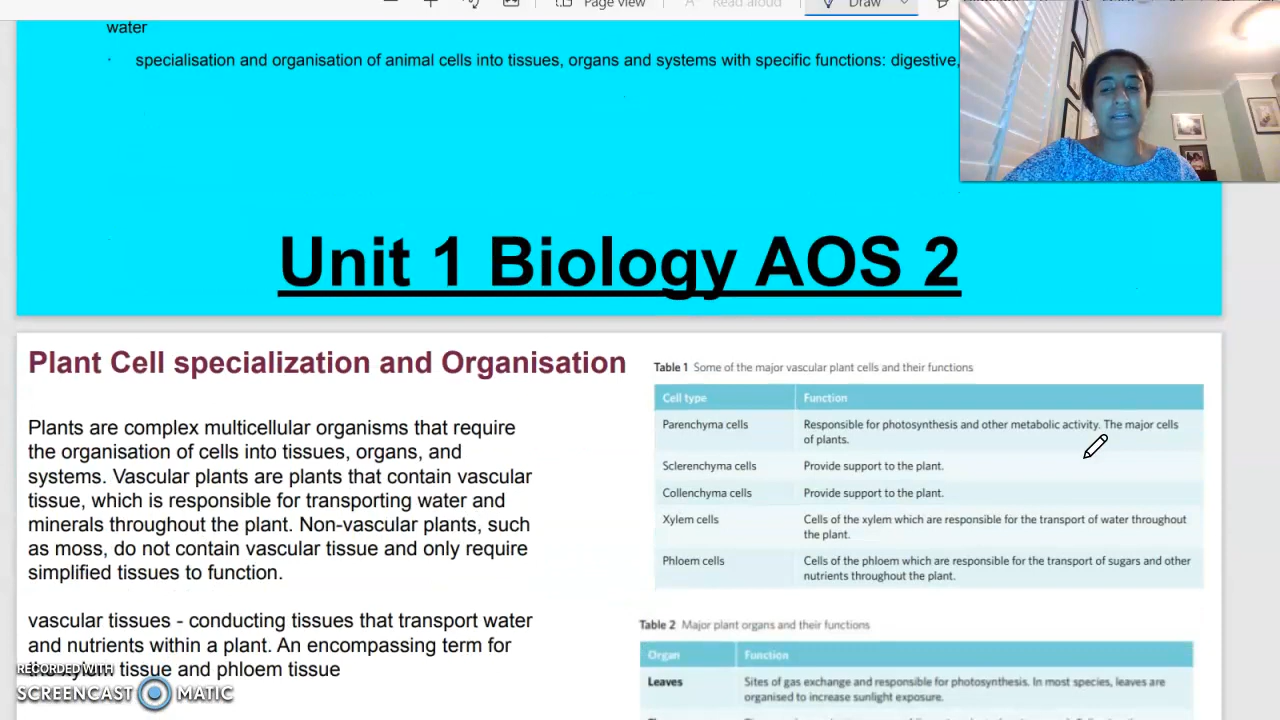 Page view
Read aloud
Draw
water
· specialisation and organisation of animal cells into tissues, organs and systems with specific functions: digestive,
Unit 1 Biology AOS 2
Plant Cell specialization and Organisation
Plants are complex multicellular organisms that require
the organisation of cells into tissues, organs, and
systems. Vascular plants are plants that contain vascular
tissue, which is responsible for transporting water and
minerals throughout the plant. Non-vascular plants, such
as moss, do not contain vascular tissue and only require
simplified tissues to function.
vascular tissues - conducting tissues that transport water
and nutrients within a plant. An encompassing term for
tissue and phloem tissue
RECORDED WITH
SCREENCAST MATIC
Table 1 Some of the major vascular plant cells and their functions
Cell type Function
Parenchyma cells Responsible for photosynthesis and other metabolic activity. The major cells
of plants.
Sclerenchyma cells Provide support to the plant.
Collenchyma cells Provide support to the plant.
Xylem cells Cells of the xylem which are responsible for the transport of water throughout
the plant.
Phloem cells Cells of the phloem which are responsible for the transport of sugars and other
nutrients throughout the plant.
Table 2 Major plant organs and their functions
Organ Function
Leaves Sites of gas exchange and responsible for photosynthesis. In most species, leaves are
organised to increase sunlight exposure.